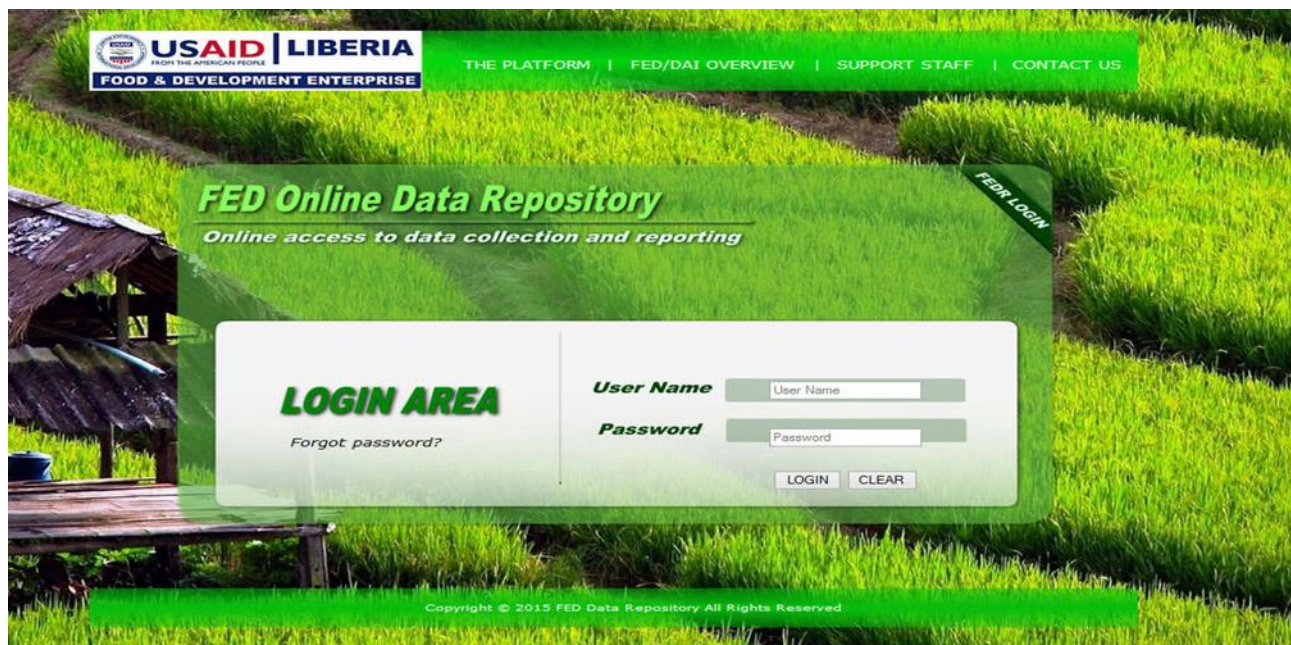 USAID LIBERIA
FROM THE AMERICAN PEOPLE
FOOD & DEVELOPMENT ENTERPRISE
THE PLATFORM | FED/DAI OVERVIEW | SUPPORT STAFF | CONTACT US
FED Online Data Repository
FEDR LOGIN
Online access to data collection and reporting
LOGIN AREA
Forgot password?
User Name
User Name
Password
Password
LOGIN CLEAR
Copyright © 2015 FED Data Repository All Rights Reserved